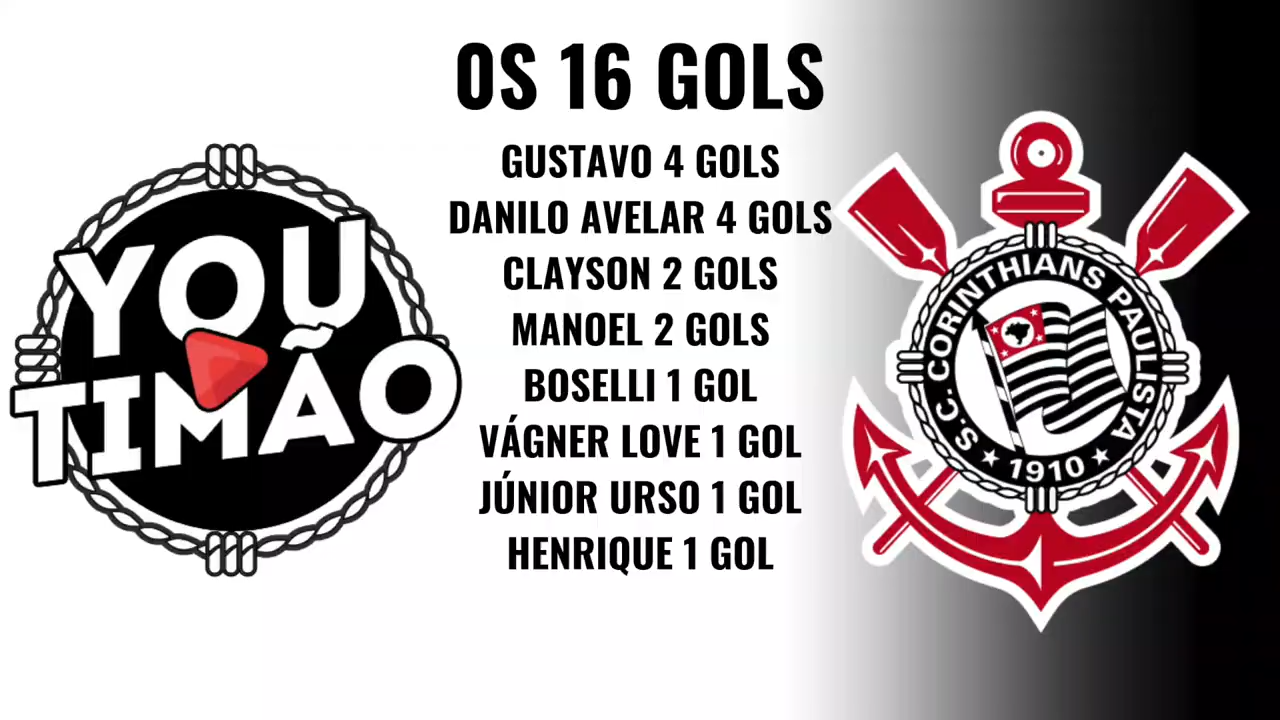 OS 16 GOLS
GUSTAVO 4 GOLS
DANILO AVELAR 4 GOLS
CLAYSON 2 GOLS
MANOEL 2 GOLS
BOSELLI 1 GOL
VÁGNER LOVE 1 GOL
JÚNIOR URSO 1 GOL
HENRIQUE 1 GOL
YOU
TIMÃO
S.C. CORINTHIANS PAULISTA
1910